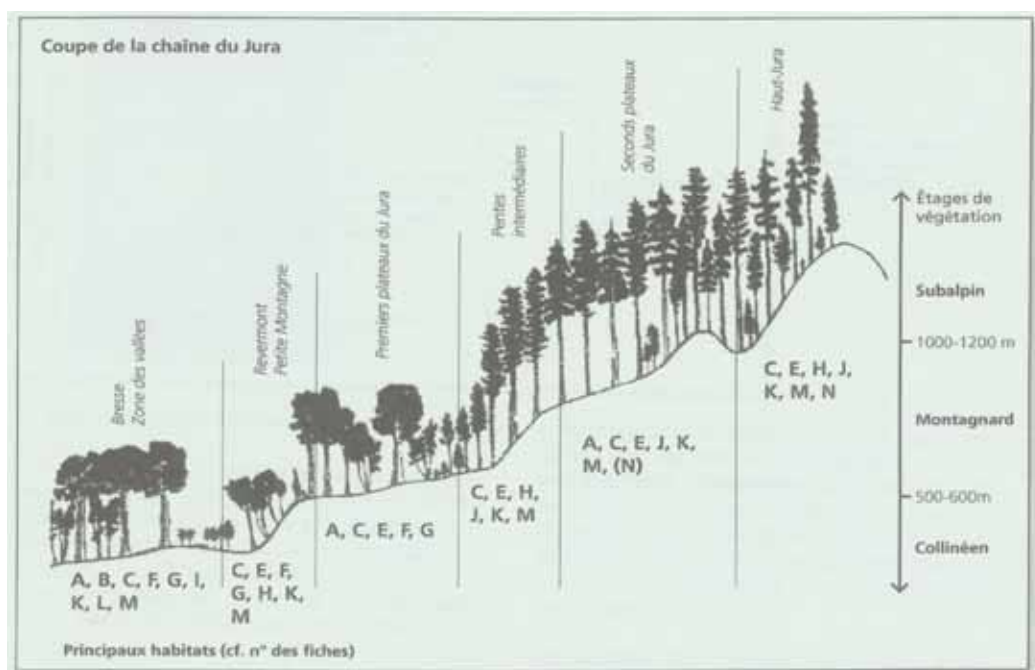 Coupe de la chaîne du Jura
Bresse
Zone des vallées
Revermont
Petite Montagne
Premiers plateaux du Jura
Pentes
intermédiaires
Seconds plateaux
du Jura
Haut-Jura
Étages de
végétation
Subalpin
1000-1200 m
Montagnard
500-600m
Collinéen
A, B, C, F, G, I,
K, L, M
C, E, F,
G, H, K,
M
A, C, E, F, G
C, E, H,
J, K, M
A, C, E, J, K,
M, (N)
C, E, H, J,
K, M, N
Principaux habitats (cf. n° des fiches)